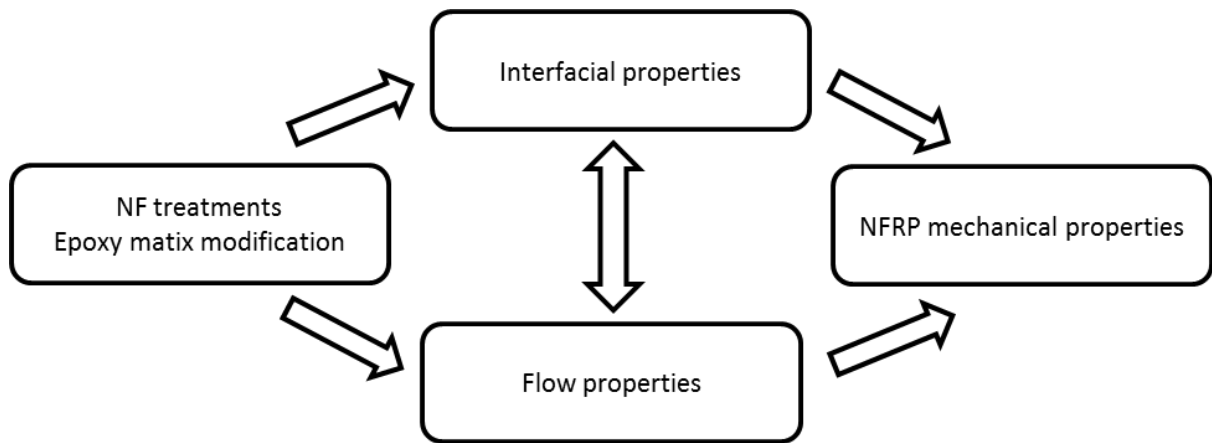 Interfacial properties
NF treatments
Epoxy matix modification
NFRP mechanical properties
Flow properties